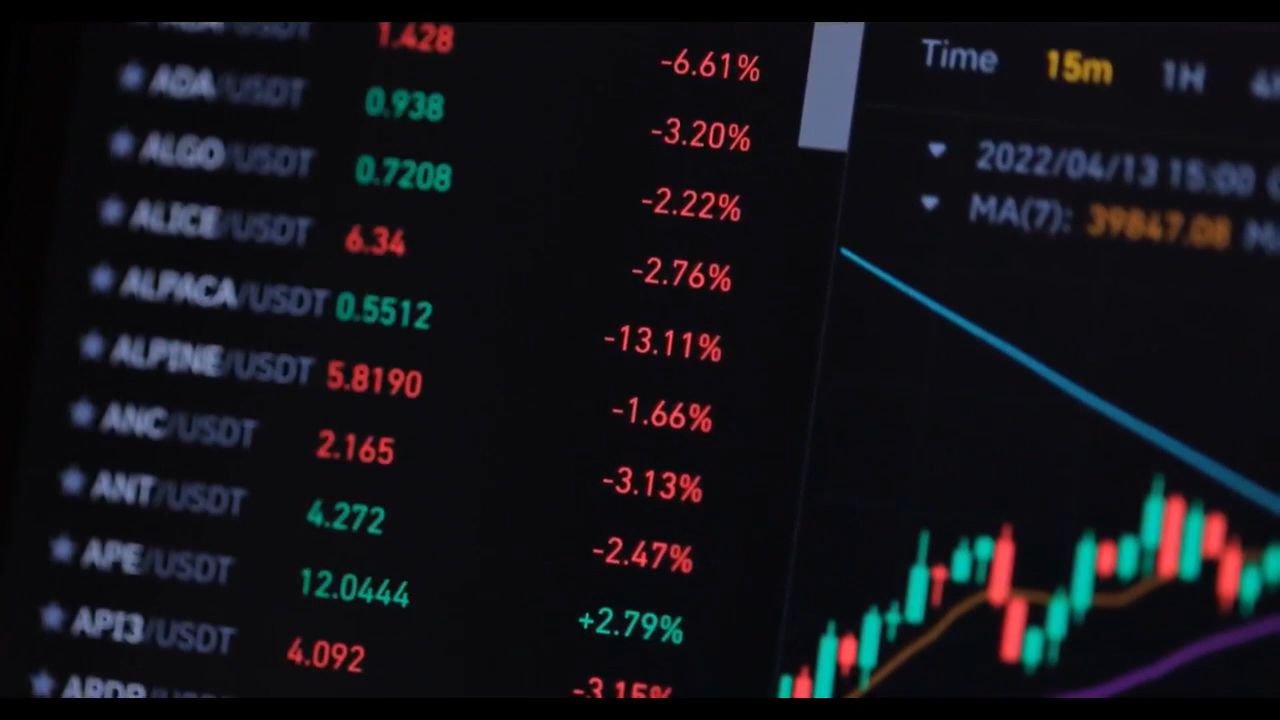 1.428 -6.61%
ADA/USDT 0.938 -3.20%
ALGO/USDT 0.7208 -2.22%
ALICE/USDT 6.34 -2.76%
ALPACA/USDT 0.5512 -13.11%
ALPINE/USDT 5.8190 -1.66%
ANC/USDT 2.165 -3.13%
ANT/USDT 4.272 -2.47%
APE/USDT 12.0444 +2.79%
API3/USDT 4.092 -3.15%
Time 15m 1H
2022/04/13 15:00
MA(7): 39847.08